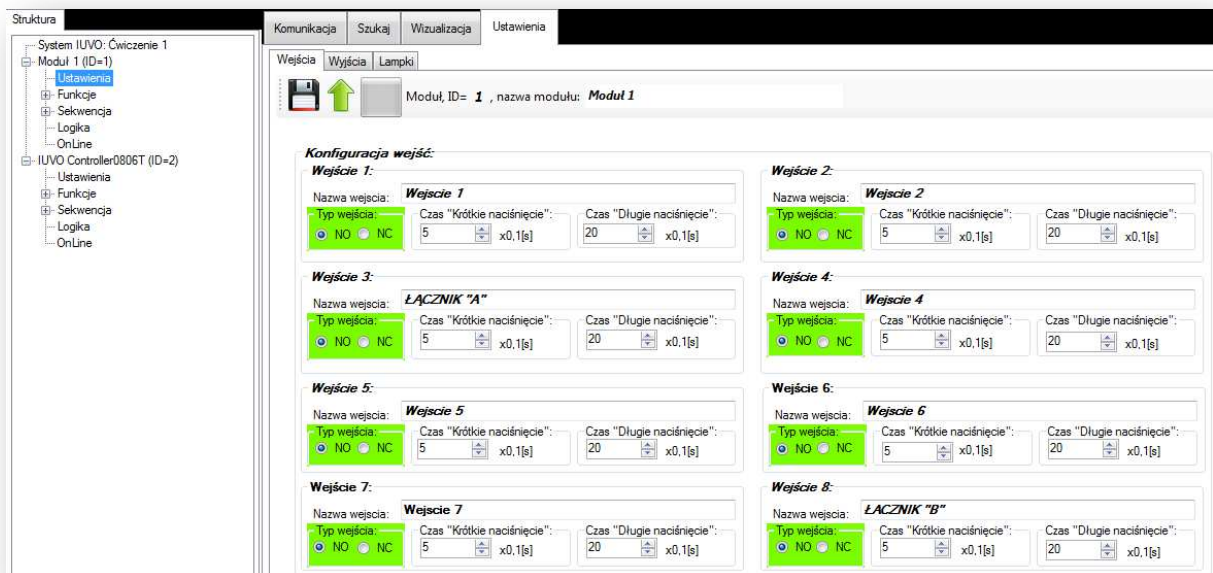 Struktura
System IUVO: Ćwiczenie 1
Moduł 1 (ID=1)
Ustawienia
Funkcje
Sekwencja
Logika
OnLine
IUVO Controller0806T (ID=2)
Ustawienia
Funkcje
Sekwencja
Logika
OnLine
Komunikacja Szukaj Wizualizacja Ustawienia
Wejścia Wyjścia Lampki
Moduł, ID= 1 , nazwa modułu: Moduł 1
Konfiguracja wejść:
Wejście 1:
Nazwa wejscia: Wejscie 1
Typ wejścia: Czas "Krótkie naciśnięcie": Czas "Długie naciśnięcie":
NO NC 5 x0,1[s] 20 x0,1[s]
Wejście 2:
Nazwa wejscia: Wejscie 2
Typ wejścia: Czas "Krótkie naciśnięcie": Czas "Długie naciśnięcie":
NO NC 5 x0,1[s] 20 x0,1[s]
Wejście 3:
Nazwa wejscia: ŁĄCZNIK "A"
Typ wejścia: Czas "Krótkie naciśnięcie": Czas "Długie naciśnięcie":
NO NC 5 x0,1[s] 20 x0,1[s]
Wejście 4:
Nazwa wejscia: Wejscie 4
Typ wejścia: Czas "Krótkie naciśnięcie": Czas "Długie naciśnięcie":
NO NC 5 x0,1[s] 20 x0,1[s]
Wejście 5:
Nazwa wejscia: Wejscie 5
Typ wejścia: Czas "Krótkie naciśnięcie": Czas "Długie naciśnięcie":
NO NC 5 x0,1[s] 20 x0,1[s]
Wejście 6:
Nazwa wejscia: Wejscie 6
Typ wejścia: Czas "Krótkie naciśnięcie": Czas "Długie naciśnięcie":
NO NC 5 x0,1[s] 20 x0,1[s]
Wejście 7:
Nazwa wejscia: Wejscie 7
Typ wejścia: Czas "Krótkie naciśnięcie": Czas "Długie naciśnięcie":
NO NC 5 x0,1[s] 20 x0,1[s]
Wejście 8:
Nazwa wejscia: ŁACZNIK "B"
Typ wejścia: Czas "Krótkie naciśnięcie": Czas "Długie naciśnięcie":
NO NC 5 x0,1[s] 20 x0,1[s]